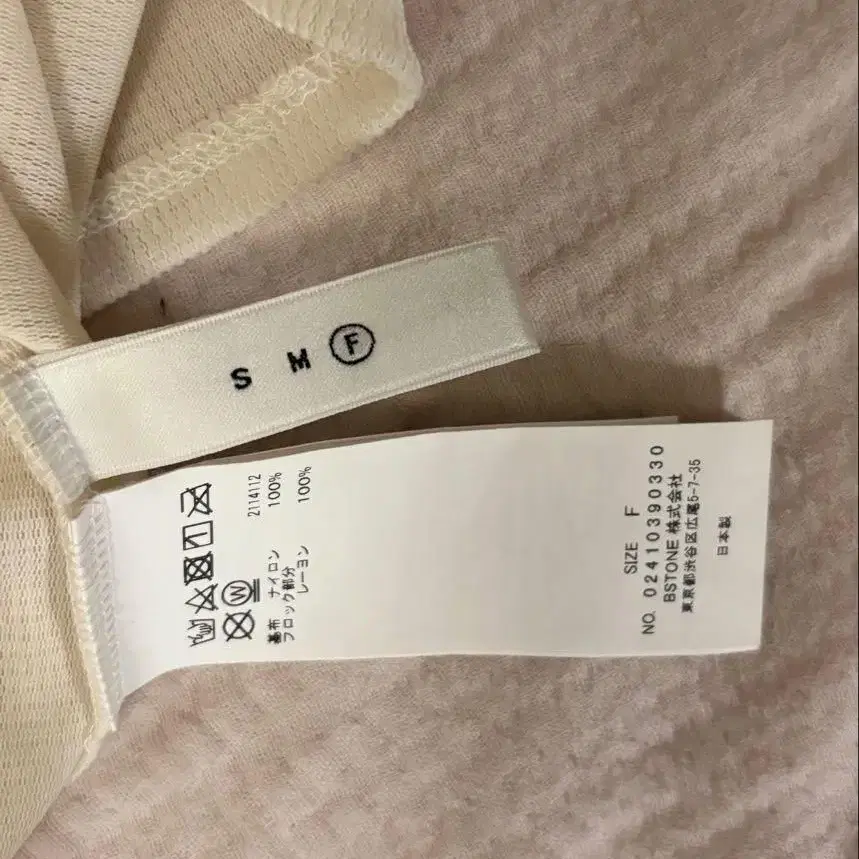 S M F
2114112
基布 ナイロン 100%
フロック部分
レーヨン 100%
SIZE F
NO. 02410390330
BSTONE 株式会社
東京都渋谷区広尾5-7-35
日本製
W